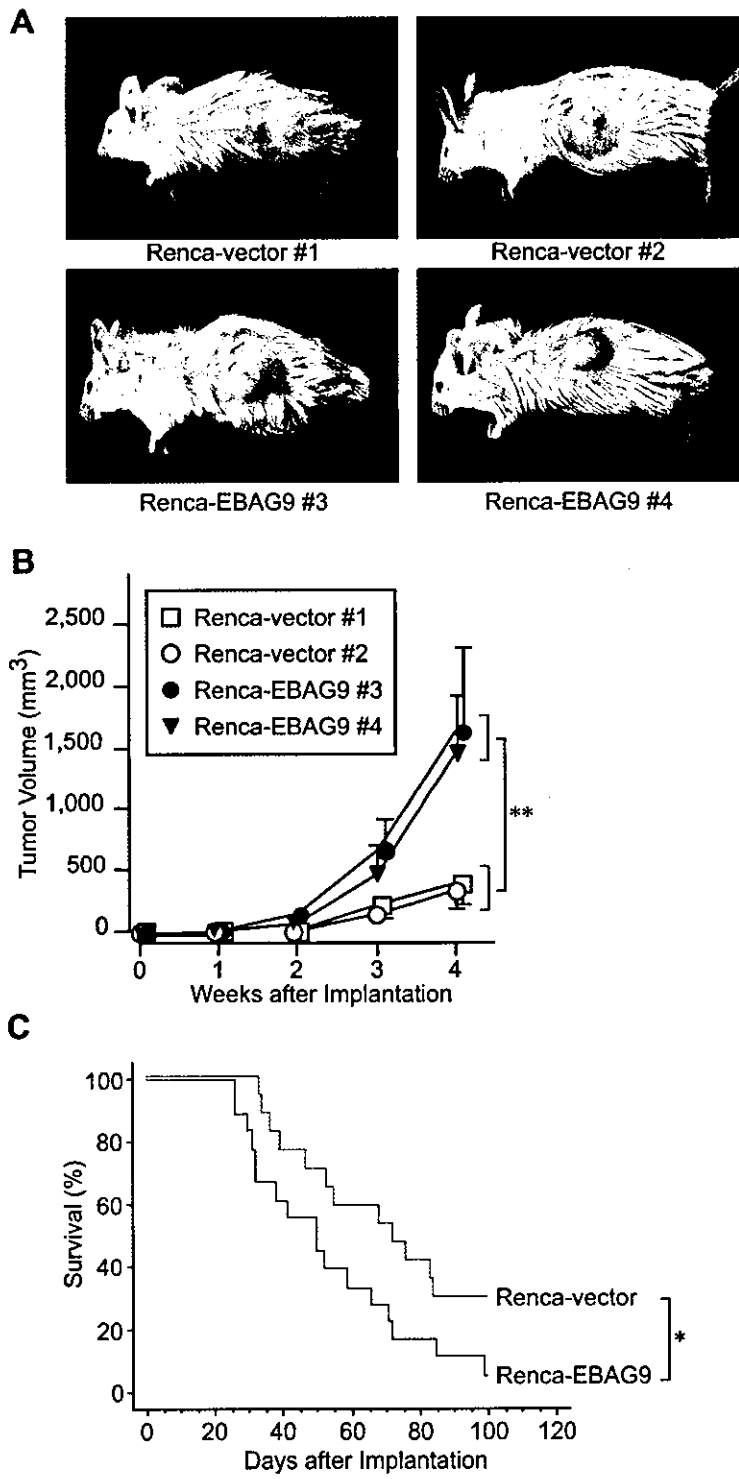 A
Renca-vector #1
Renca-vector #2
Renca-EBAG9 #3
Renca-EBAG9 #4
B
Tumor Volume (mm3)
2,500
2,000
1,500
1,000
500
0
Renca-vector #1
Renca-vector #2
Renca-EBAG9 #3
Renca-EBAG9 #4
**
0 1 2 3 4
Weeks after Implantation
C
Survival (%)
100
80
60
40
20
0
Renca-vector
*
Renca-EBAG9
0 20 40 60 80 100 120
Days after Implantation